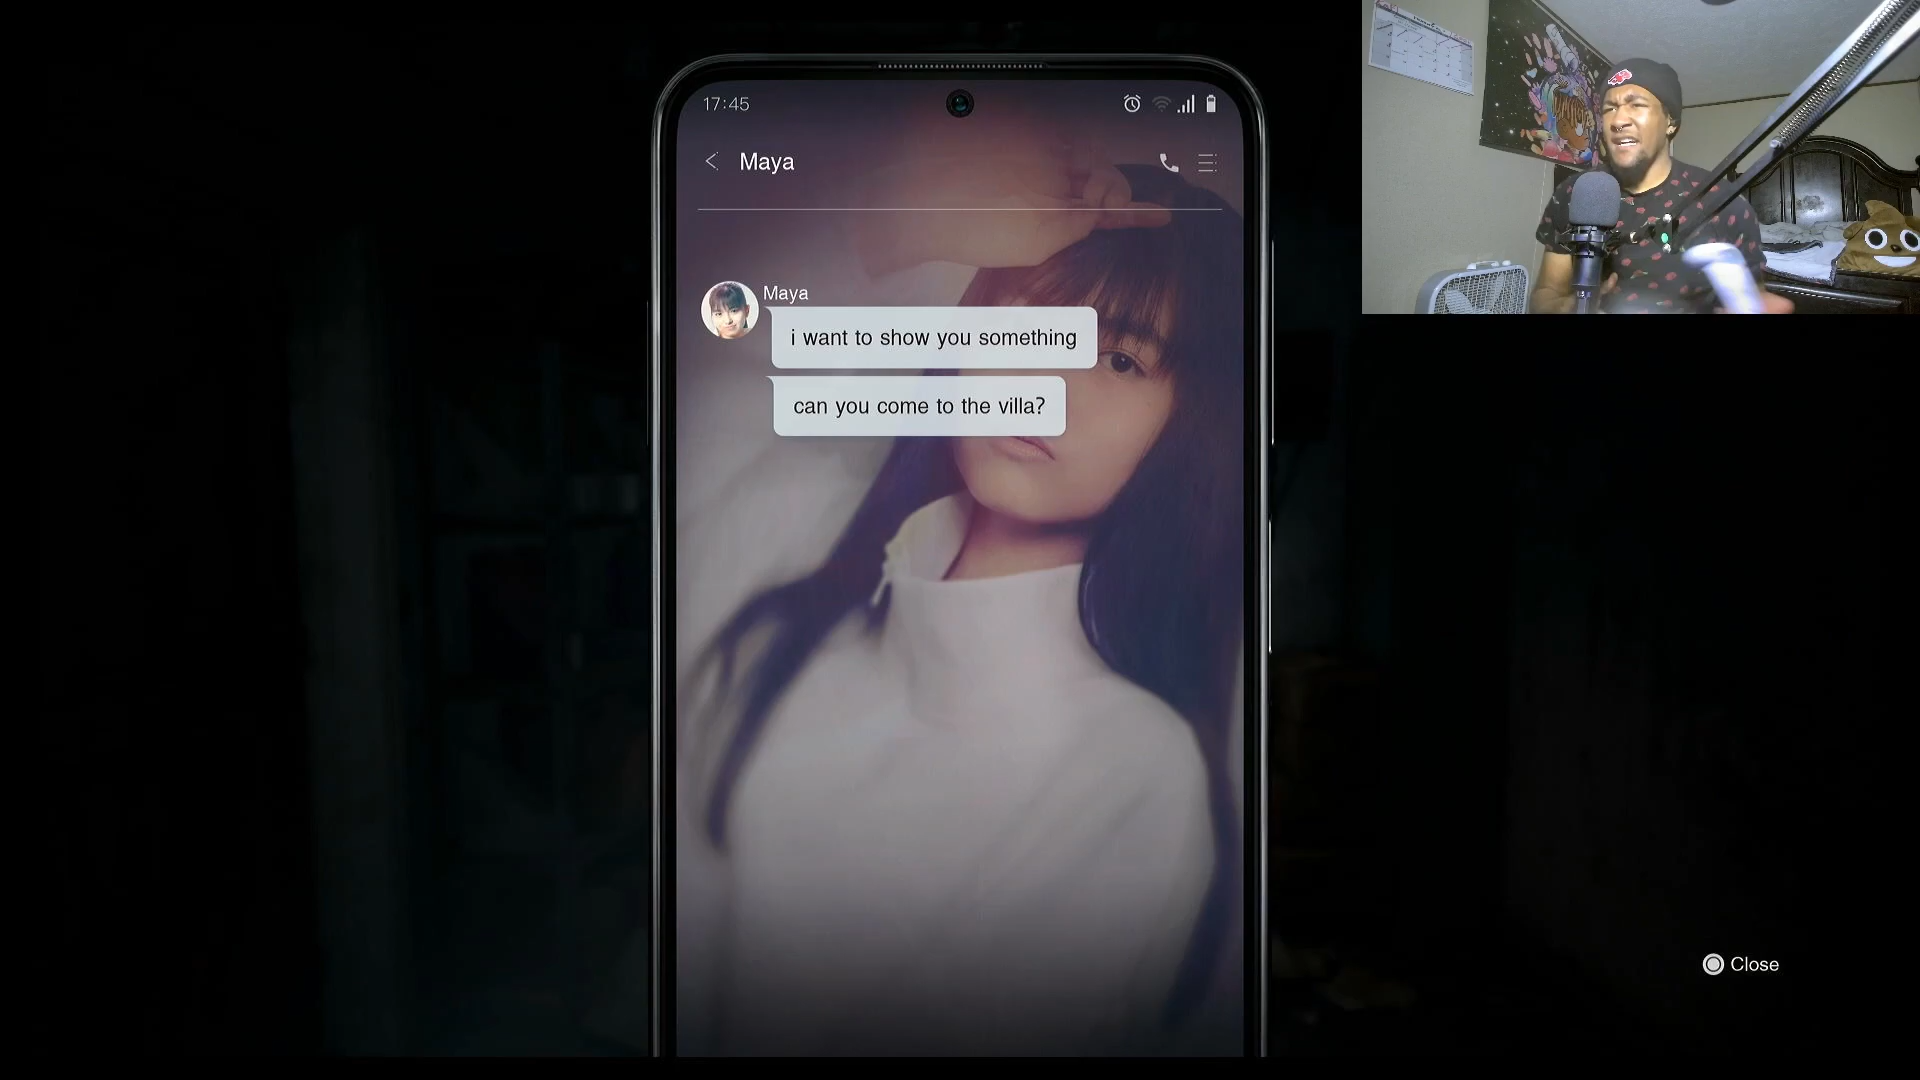 17:45
Maya
Maya
i want to show you something
can you come to the villa?
Close